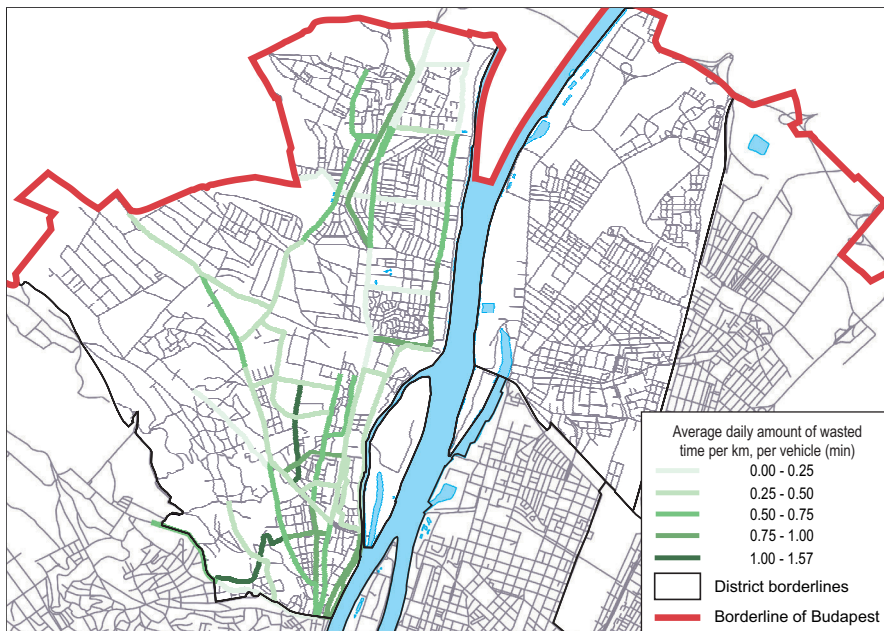 Average daily amount of wasted
time per km, per vehicle (min)
0.00 - 0.25
0.25 - 0.50
0.50 - 0.75
0.75 - 1.00
1.00 - 1.57
District borderlines
Borderline of Budapest